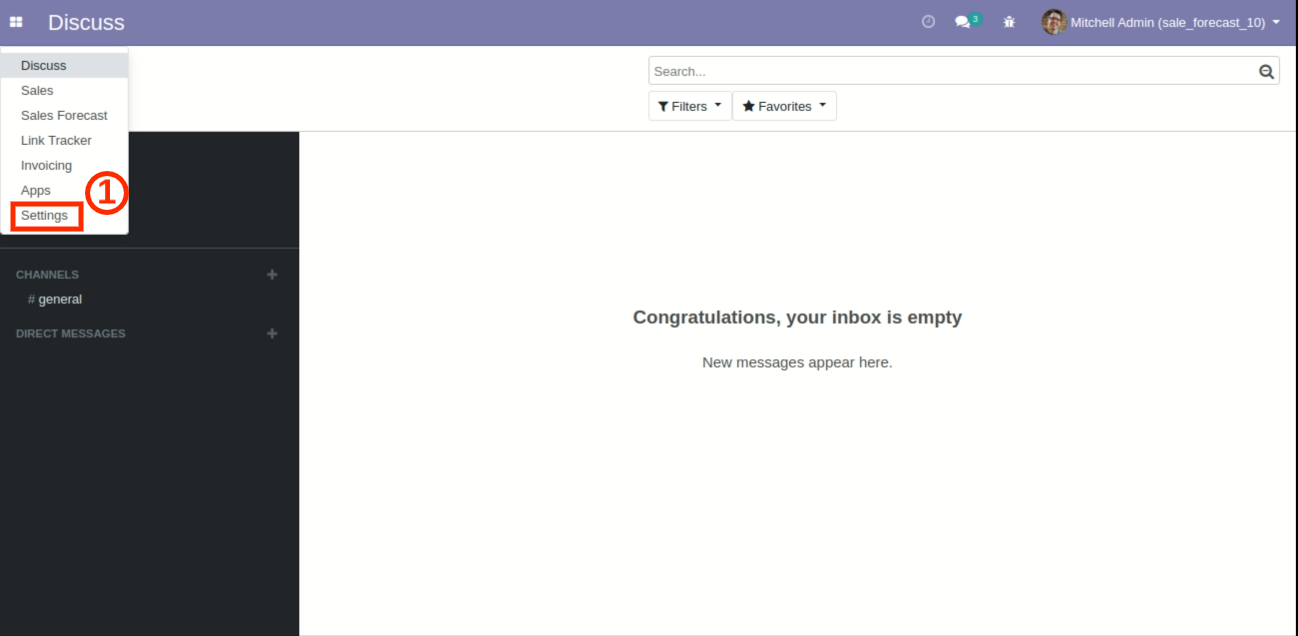 Discuss
3
Mitchell Admin (sale_forecast_10)
Discuss
Sales
Sales Forecast
Link Tracker
Invoicing
Apps
Settings
1
Search...
Filters
Favorites
CHANNELS
# general
DIRECT MESSAGES
Congratulations, your inbox is empty
New messages appear here.